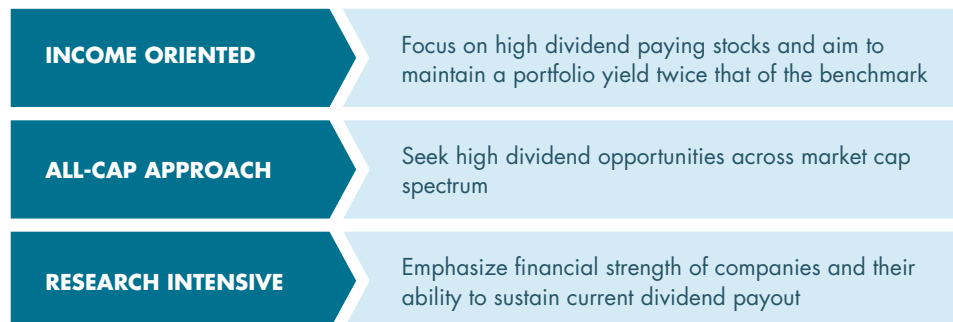 INCOME ORIENTED
Focus on high dividend paying stocks and aim to
maintain a portfolio yield twice that of the benchmark
ALL-CAP APPROACH
Seek high dividend opportunities across market cap
spectrum
RESEARCH INTENSIVE
Emphasize financial strength of companies and their
ability to sustain current dividend payout